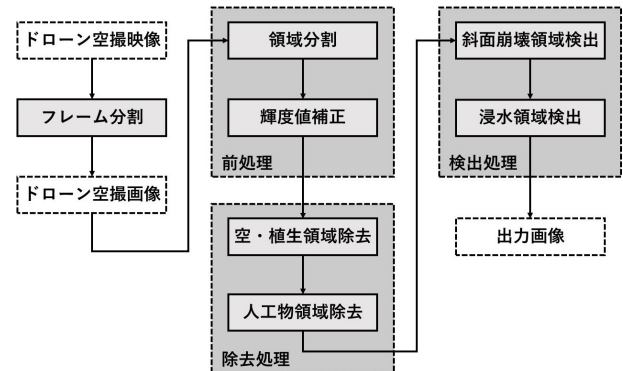 ドローン空撮映像
フレーム分割
ドローン空撮画像
領域分割
輝度値補正
前処理
空・植生領域除去
人工物領域除去
除去処理
斜面崩壊領域検出
浸水領域検出
検出処理
出力画像